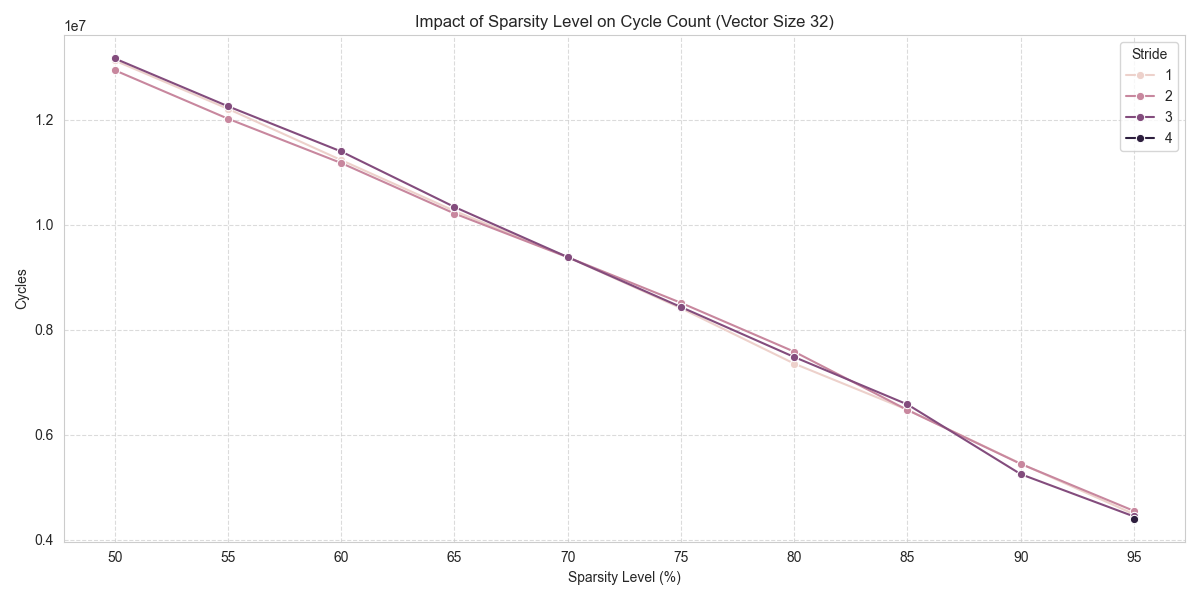 Impact of Sparsity Level on Cycle Count (Vector Size 32)
1e7
Stride
1
2
3
4
1.2
1.0
0.8
0.6
0.4
Cycles
50 55 60 65 70 75 80 85 90 95
Sparsity Level (%)